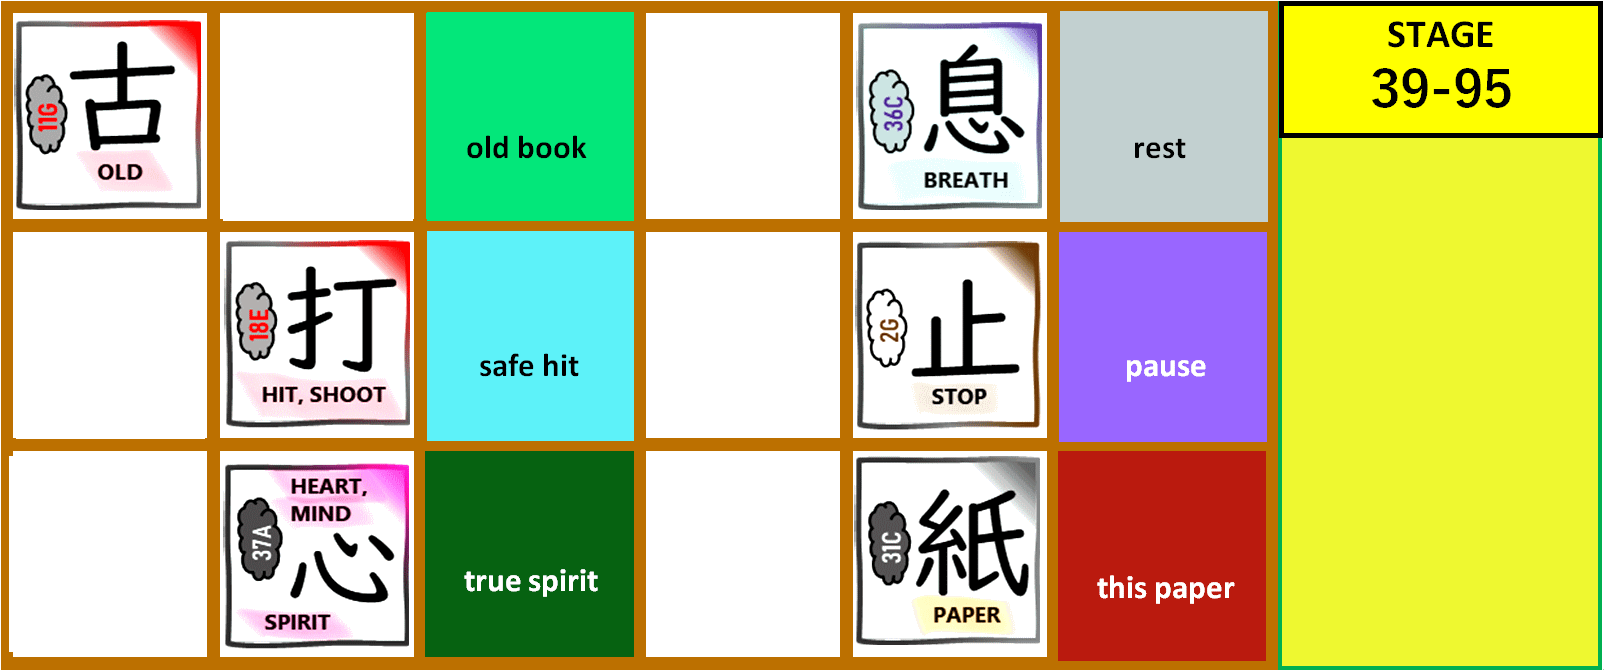 古
11G
OLD
old book
息
36C
BREATH
rest
STAGE
39-95
打
18E
HIT, SHOOT
safe hit
止
2G
STOP
pause
HEART,
MIND
37A
心
SPIRIT
true spirit
紙
31C
PAPER
this paper